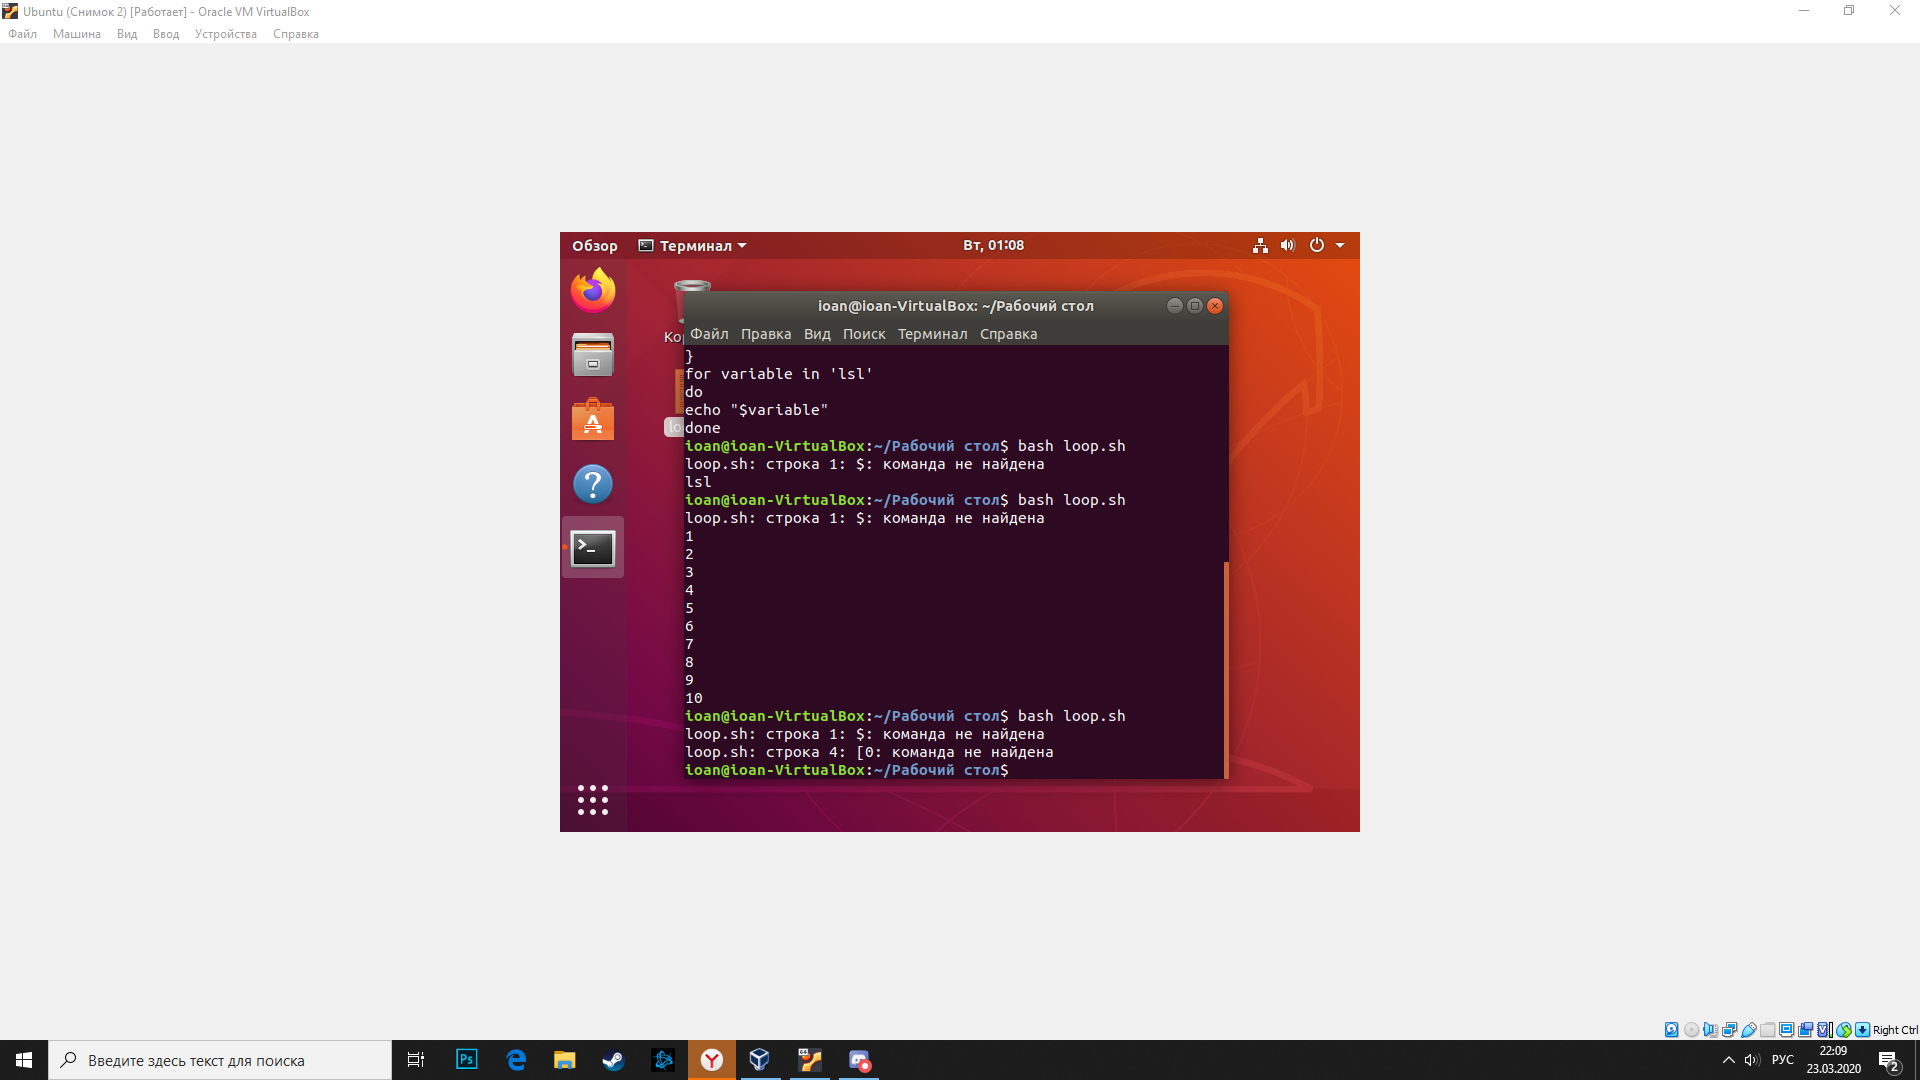 Ubuntu (Снимок 2) [Работает] - Oracle VM VirtualBox
Файл Машина Вид Ввод Устройства Справка
Обзор Терминал Вт, 01:08
ioan@ioan-VirtualBox: ~/Рабочий стол
Файл Правка Вид Поиск Терминал Справка
}
for variable in 'lsl'
do
echo "$variable"
done
ioan@ioan-VirtualBox:~/Рабочий стол$ bash loop.sh
loop.sh: строка 1: $: команда не найдена
lsl
ioan@ioan-VirtualBox:~/Рабочий стол$ bash loop.sh
loop.sh: строка 1: $: команда не найдена
1
2
3
4
5
6
7
8
9
10
ioan@ioan-VirtualBox:~/Рабочий стол$ bash loop.sh
loop.sh: строка 1: $: команда не найдена
loop.sh: строка 4: [0: команда не найдена
ioan@ioan-VirtualBox:~/Рабочий стол$
Right Ctrl
Введите здесь текст для поиска
Ps
РУС
22:09
23.03.2020
2